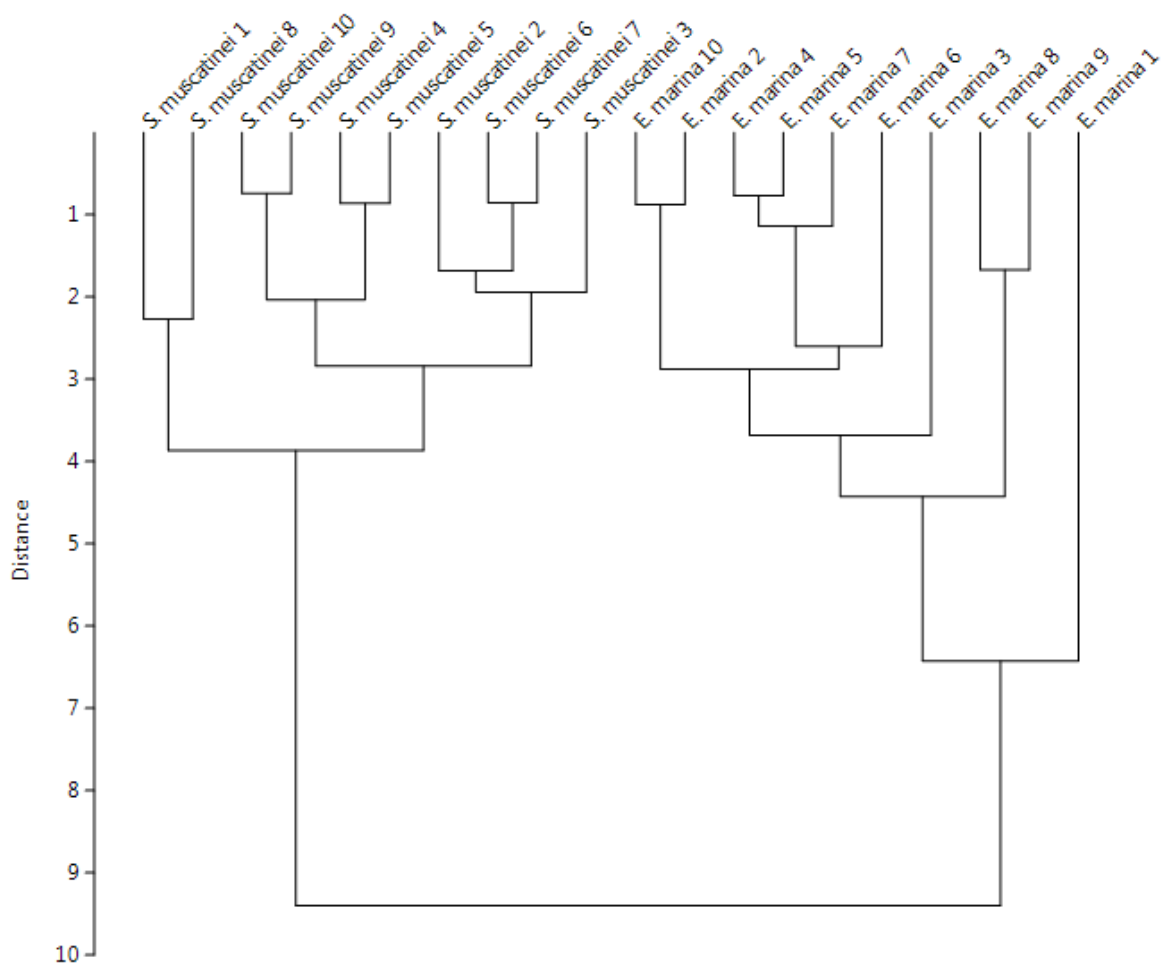 S. muscatinei 1
S. muscatinei 8
S. muscatinei 10
S. muscatinei 9
S. muscatinei 4
S. muscatinei 5
S. muscatinei 2
S. muscatinei 6
S. muscatinei 7
S. muscatinei 3
E. marina 10
E. marina 2
E. marina 4
E. marina 5
E. marina 7
E. marina 6
E. marina 3
E. marina 8
E. marina 9
E. marina 1
1
2
3
4
5
6
7
8
9
10
Distance